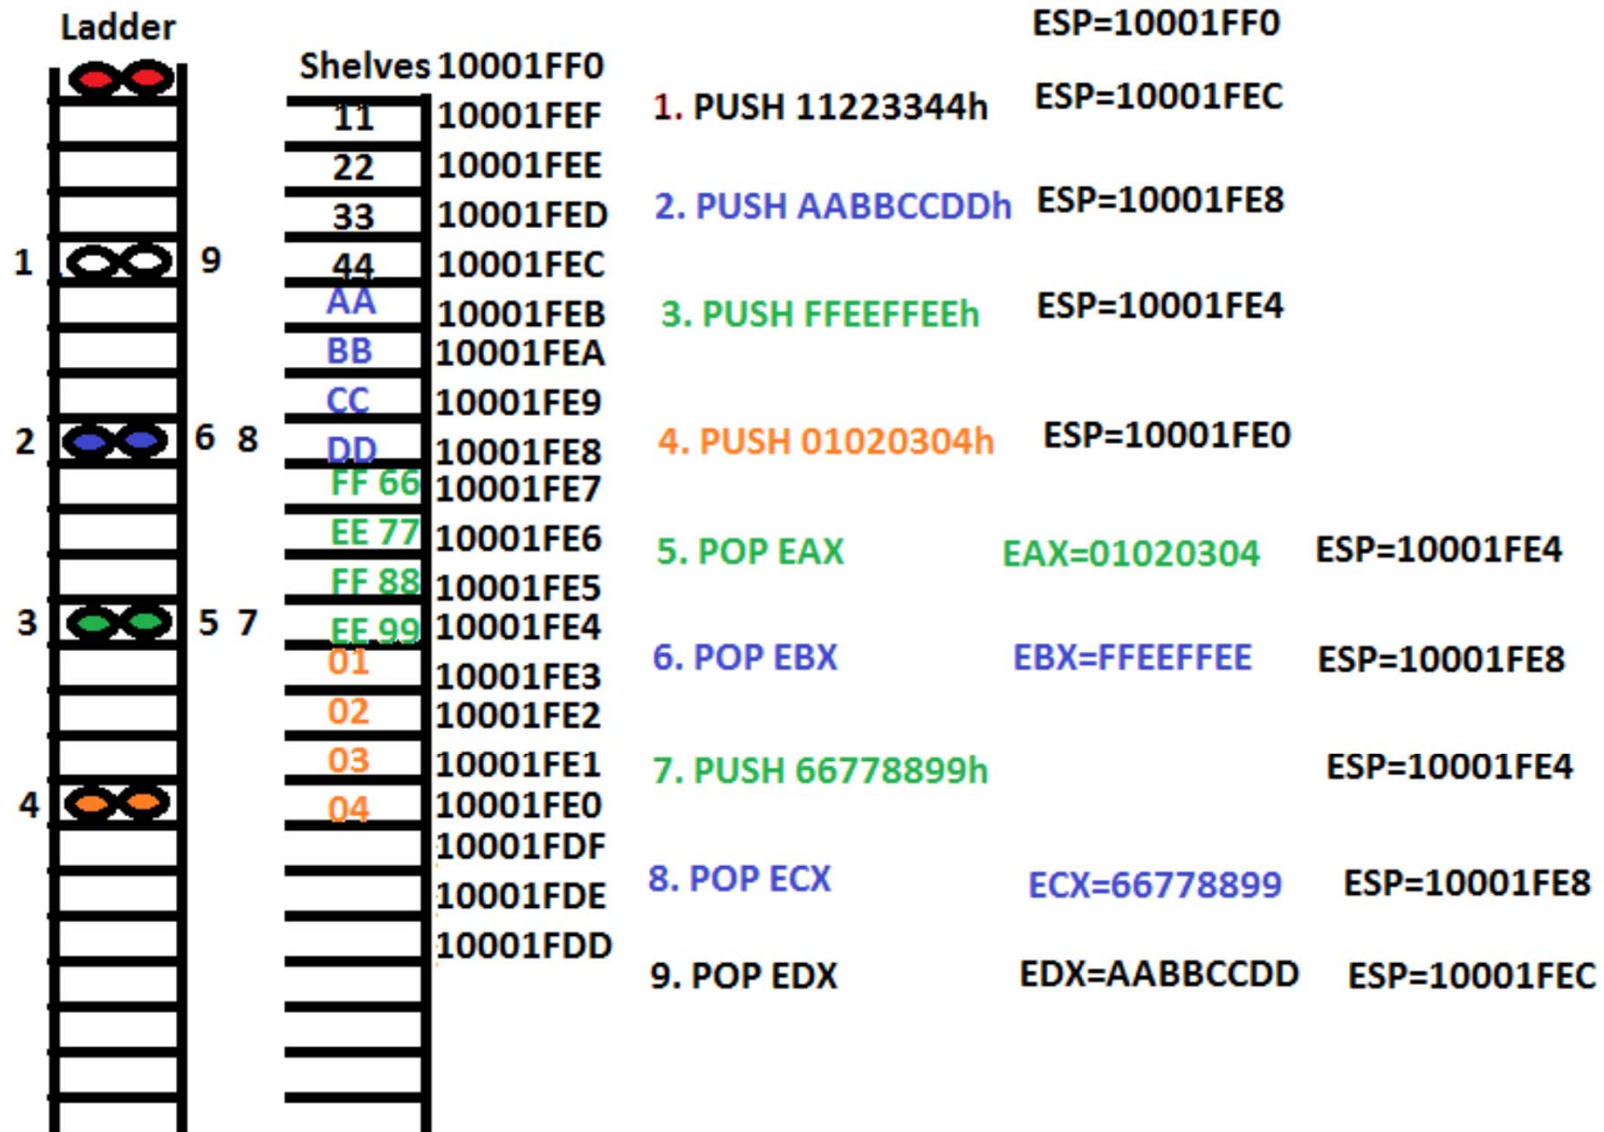 Ladder
ESP=10001FF0
Shelves 10001FF0
1. PUSH 11223344h ESP=10001FEC
11 10001FEF
22 10001FEE
2. PUSH AABBCCDDh ESP=10001FE8
33 10001FED
1 9 44 10001FEC
AA 10001FEB
3. PUSH FFEEFFEEh ESP=10001FE4
BB 10001FEA
CC 10001FE9
2 6 8 DD 10001FE8
4. PUSH 01020304h ESP=10001FE0
FF 66 10001FE7
EE 77 10001FE6
5. POP EAX EAX=01020304 ESP=10001FE4
FF 88 10001FE5
3 5 7 EE 99 10001FE4
01 10001FE3
6. POP EBX EBX=FFEEFFEE ESP=10001FE8
02 10001FE2
03 10001FE1
7. PUSH 66778899h ESP=10001FE4
4 04 10001FE0
10001FDF
8. POP ECX ECX=66778899 ESP=10001FE8
10001FDE
10001FDD
9. POP EDX EDX=AABBCCDD ESP=10001FEC